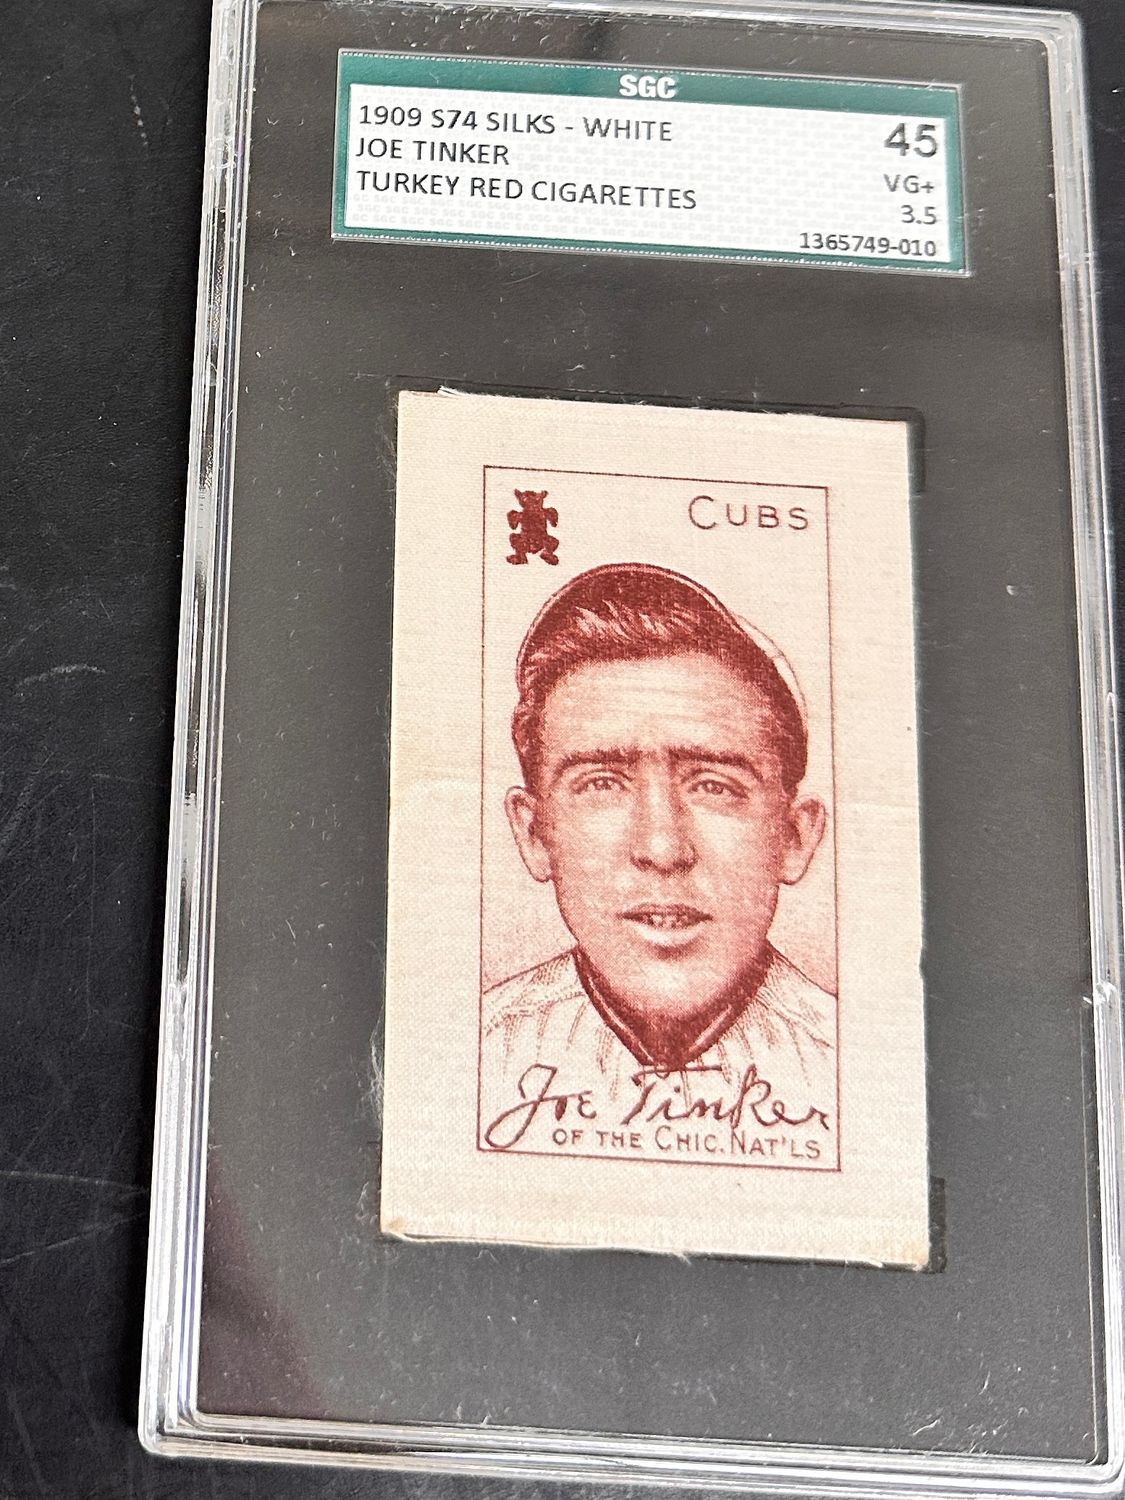 SGC
1909 S74 SILKS - WHITE 45
JOE TINKER VG+
TURKEY RED CIGARETTES 3.5
1365749-010
CUBS
Joe Tinker
OF THE CHIC. NAT'LS